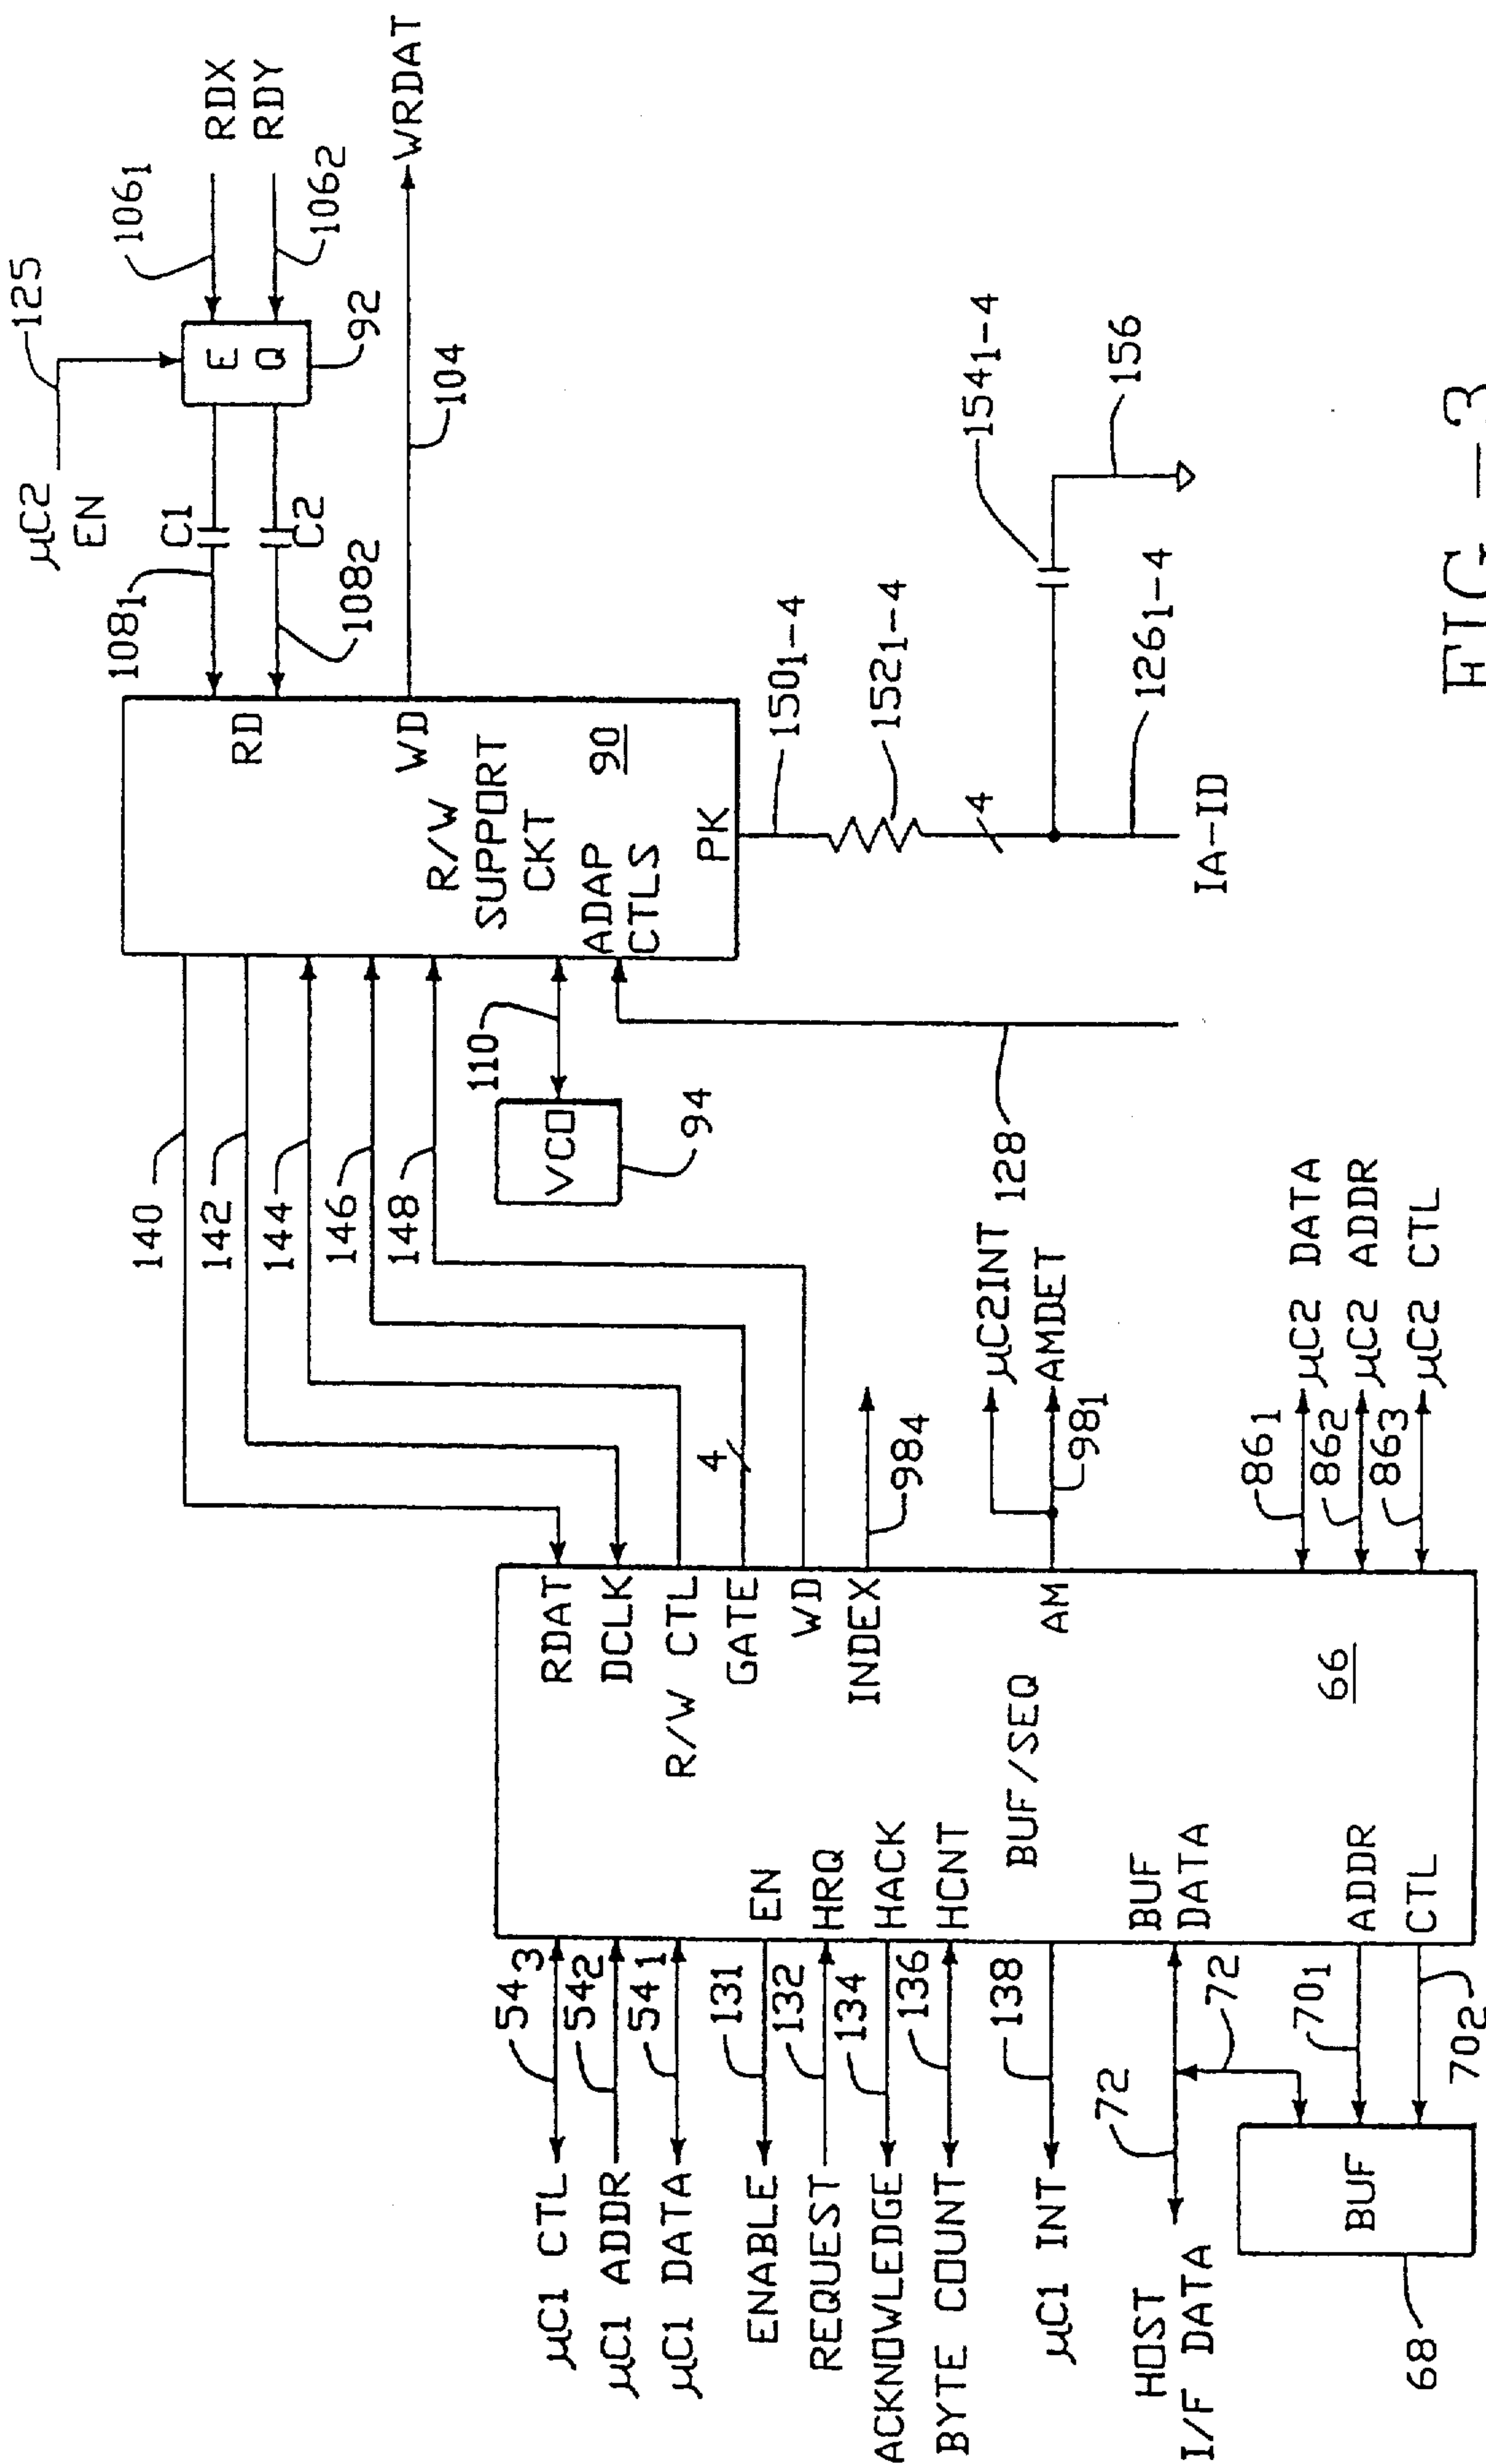 μC2
EN
125
106₁
RDX
RDY
106₂
WRDAT
108₁
C1
C2
108₂
E
Q
92
104
RD
WD
R/W
SUPPORT
CKT
90
ADAP
CTLS
PK
150₁₋₄
152₁₋₄
4
154₁₋₄
156
126₁₋₄
IA-ID
140
142
144
146
148
110
VCO
94
128
4
μC2INT
AMDET
98₄
98₁
86₁
μC2 DATA
86₂
μC2 ADDR
86₃
μC2 CTL
RDAT
DCLK
R/W CTL
GATE
WD
INDEX
AM
BUF/SEQ
66
EN
HRQ
HACK
HCNT
BUF
DATA
ADDR
CTL
μC1 CTL
54₃
μC1 ADDR
54₂
μC1 DATA
54₁
ENABLE
131
REQUEST
132
ACKNOWLEDGE
134
BYTE COUNT
136
μC1 INT
138
HOST
I/F DATA
72
72
70₁
70₂
BUF
68
FIG.-3